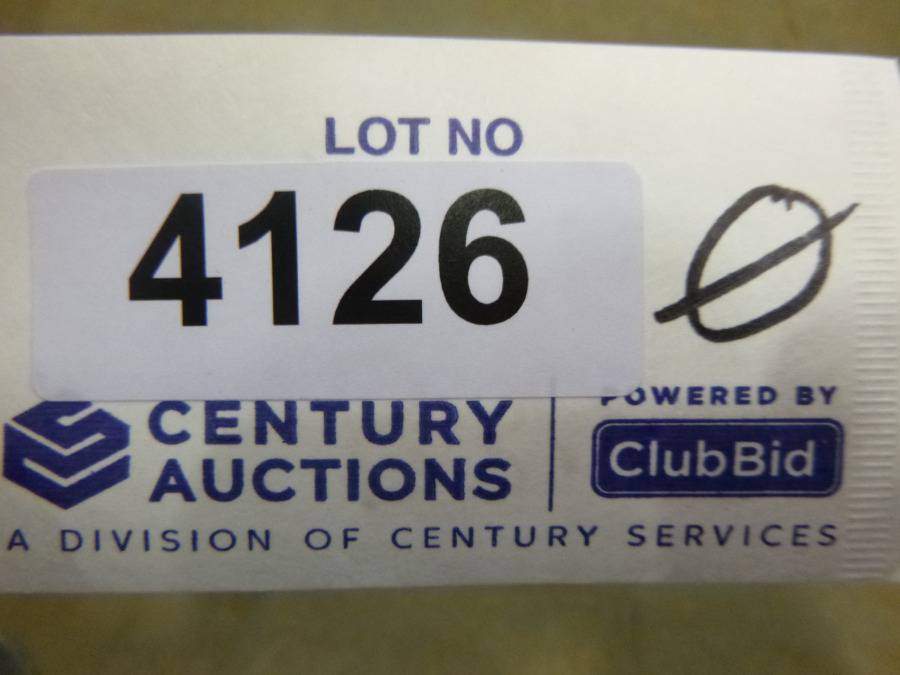 LOT NO
4126 Ø
CENTURY
AUCTIONS
POWERED BY
ClubBid
A DIVISION OF CENTURY SERVICES